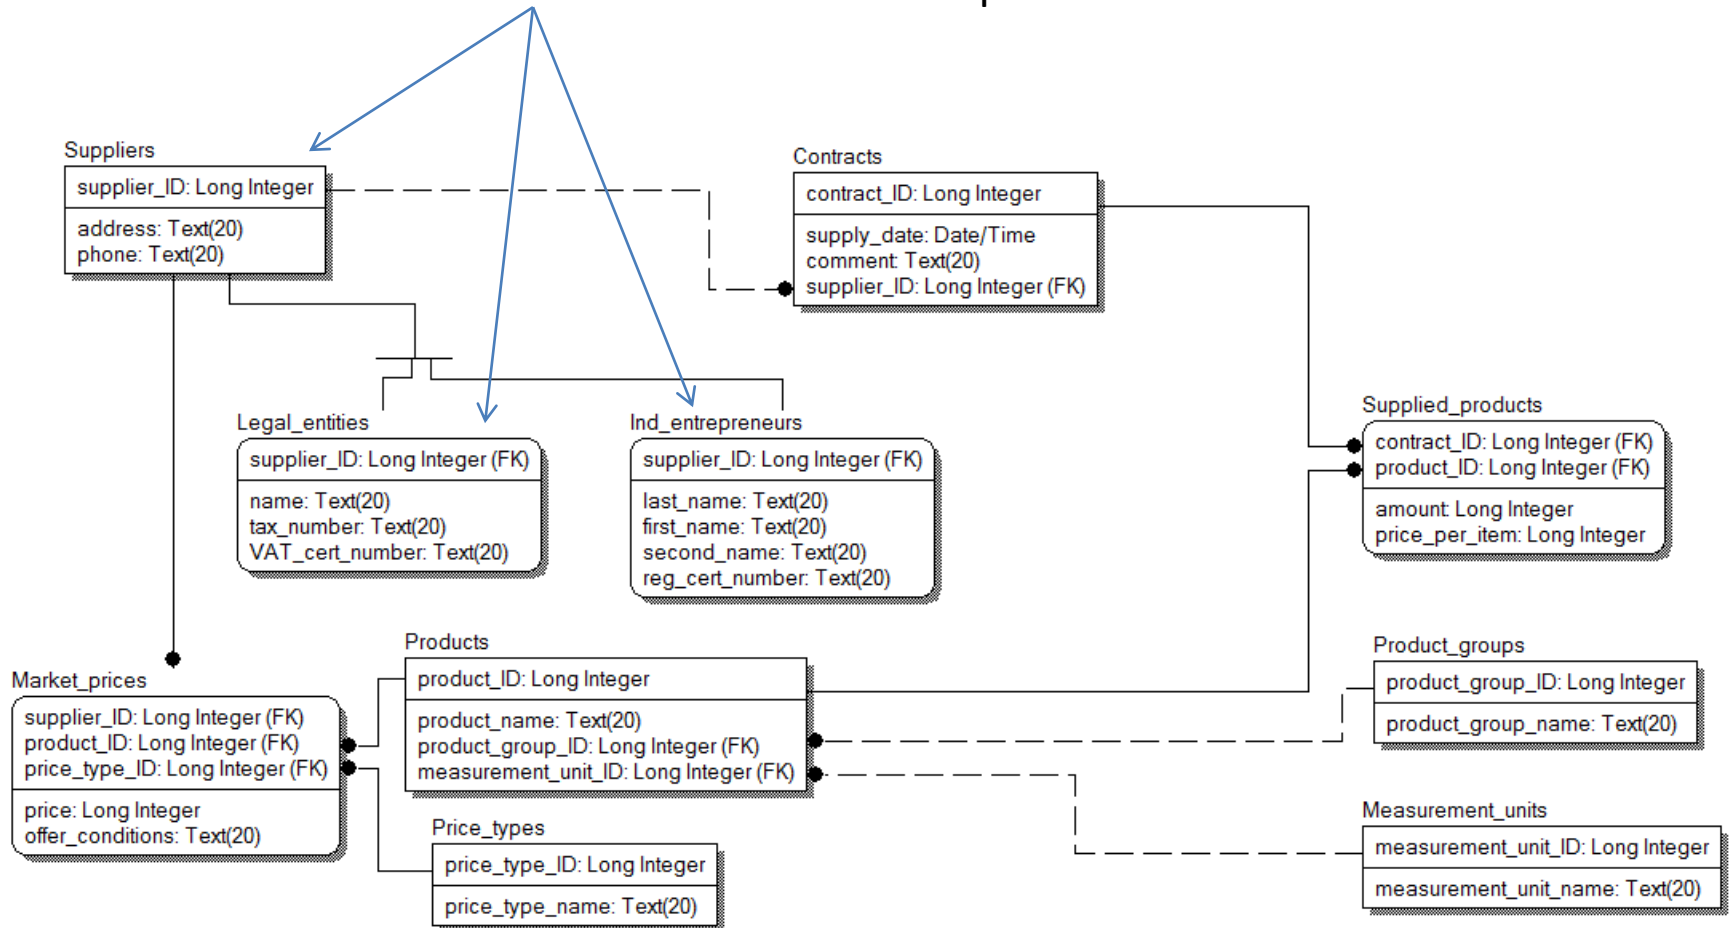 Suppliers
supplier_ID: Long Integer
address: Text(20)
phone: Text(20)
Contracts
contract_ID: Long Integer
supply_date: Date/Time
comment: Text(20)
supplier_ID: Long Integer (FK)
Legal_entities
supplier_ID: Long Integer (FK)
name: Text(20)
tax_number: Text(20)
VAT_cert_number: Text(20)
Ind_entrepreneurs
supplier_ID: Long Integer (FK)
last_name: Text(20)
first_name: Text(20)
second_name: Text(20)
reg_cert_number: Text(20)
Supplied_products
contract_ID: Long Integer (FK)
product_ID: Long Integer (FK)
amount: Long Integer
price_per_item: Long Integer
Market_prices
supplier_ID: Long Integer (FK)
product_ID: Long Integer (FK)
price_type_ID: Long Integer (FK)
price: Long Integer
offer_conditions: Text(20)
Products
product_ID: Long Integer
product_name: Text(20)
product_group_ID: Long Integer (FK)
measurement_unit_ID: Long Integer (FK)
Product_groups
product_group_ID: Long Integer
product_group_name: Text(20)
Price_types
price_type_ID: Long Integer
price_type_name: Text(20)
Measurement_units
measurement_unit_ID: Long Integer
measurement_unit_name: Text(20)